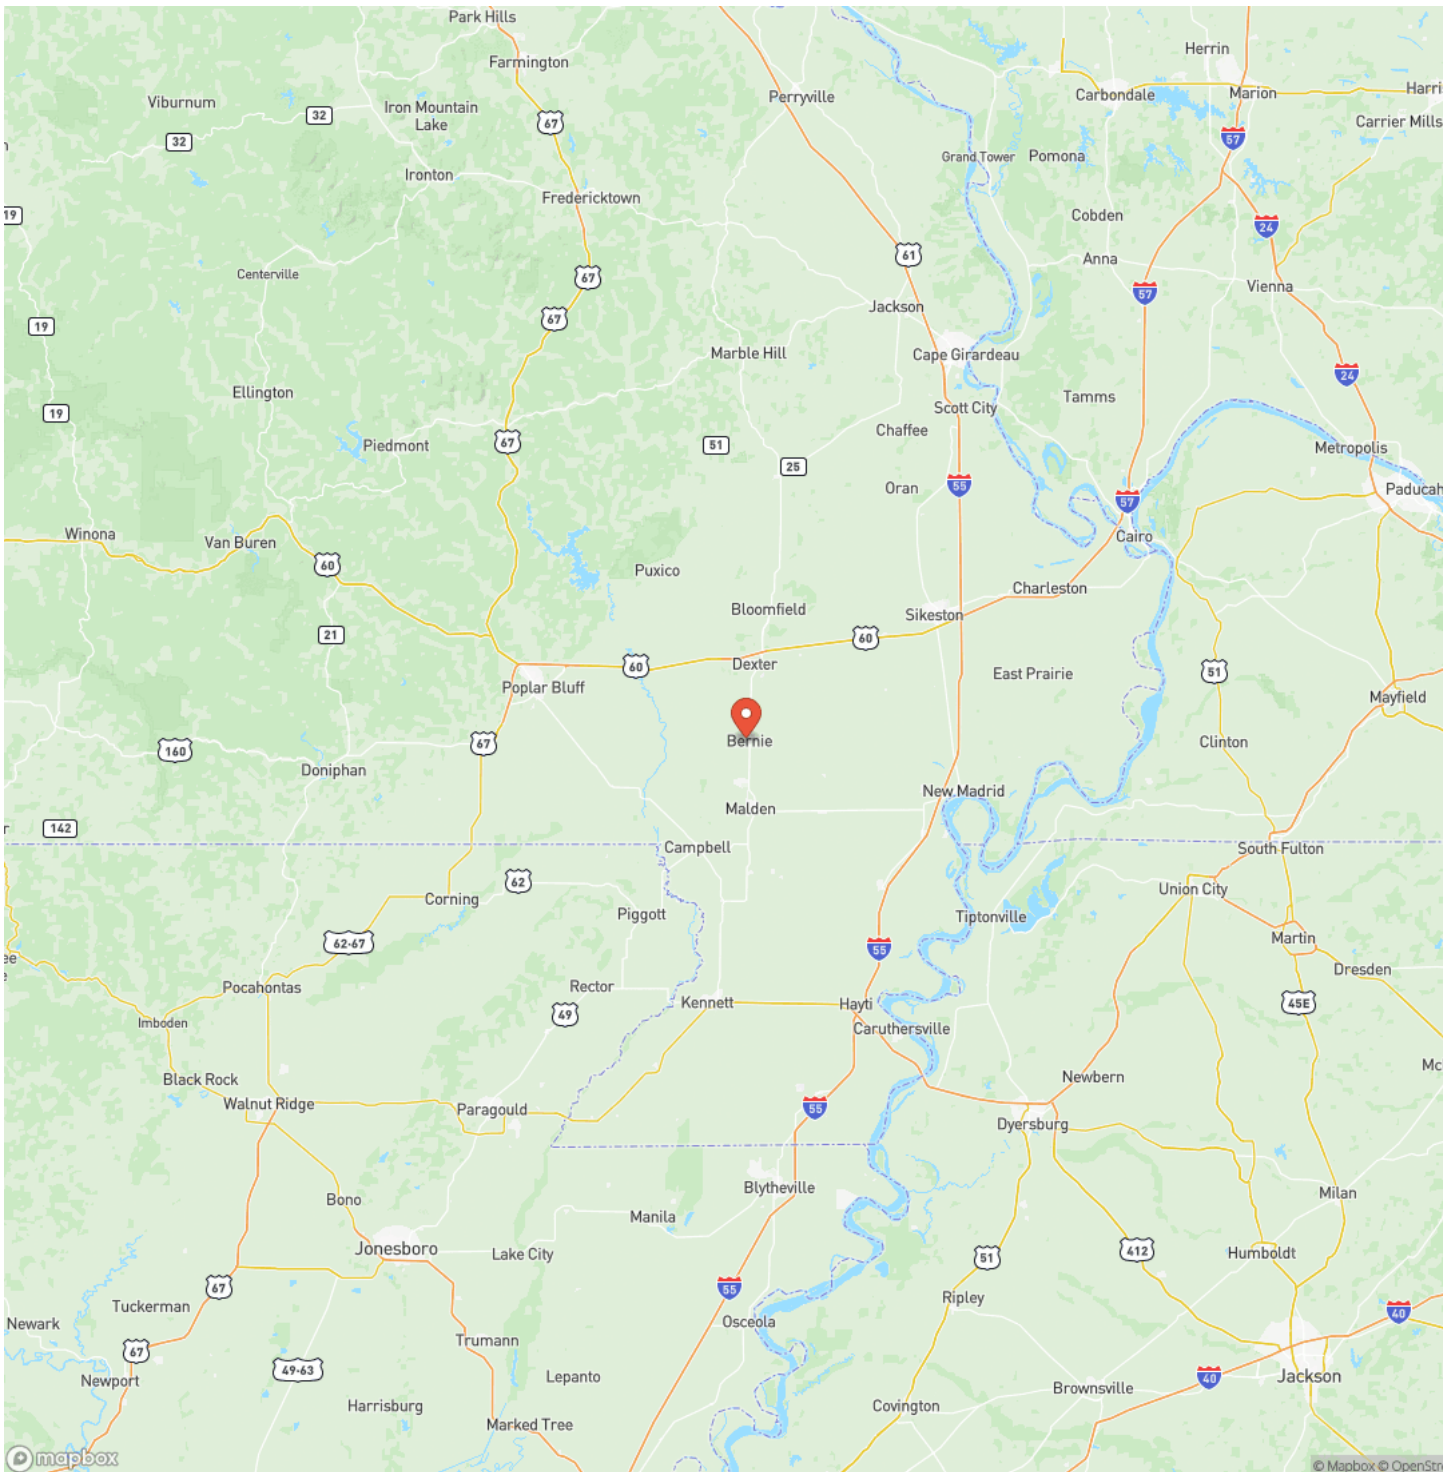 Park Hills
Herrin
Farmington
Viburnum
Iron Mountain
Lake
Perryville
Carbondale
Marion
Harri
32
67
Carrier Mills
32
57
Grand Tower
Pomona
Ironton
Fredericktown
19
Cobden
24
61
Anna
Centerville
67
Vienna
57
Jackson
19
67
Marble Hill
Cape Girardeau
24
Ellington
Tamms
Scott City
19
Chaffee
Piedmont
67
51
Metropolis
25
55
Oran
Paducah
57
Winona
Van Buren
Cairo
60
Puxico
Charleston
Bloomfield
Sikeston
21
60
60
Dexter
East Prairie
51
Poplar Bluff
Mayfield
Bernie
160
67
Clinton
Doniphan
New Madrid
Malden
142
r
Campbell
South Fulton
62
Union City
Corning
Piggott
Tiptonville
62-67
55
Martin
ee
Dresden
e
Pocahontas
Rector
Kennett
Hayti
45E
49
Imboden
Caruthersville
Mc
Black Rock
Newbern
Walnut Ridge
Paragould
55
Dyersburg
Blytheville
Bono
Milan
Manila
Jonesboro
Lake City
412
Humboldt
51
67
55
Ripley
Tuckerman
40
Newark
Osceola
Trumann
67
49-63
Lepanto
40
Jackson
Newport
Brownsville
Harrisburg
Covington
Marked Tree
mapbox
© Mapbox © OpenStre